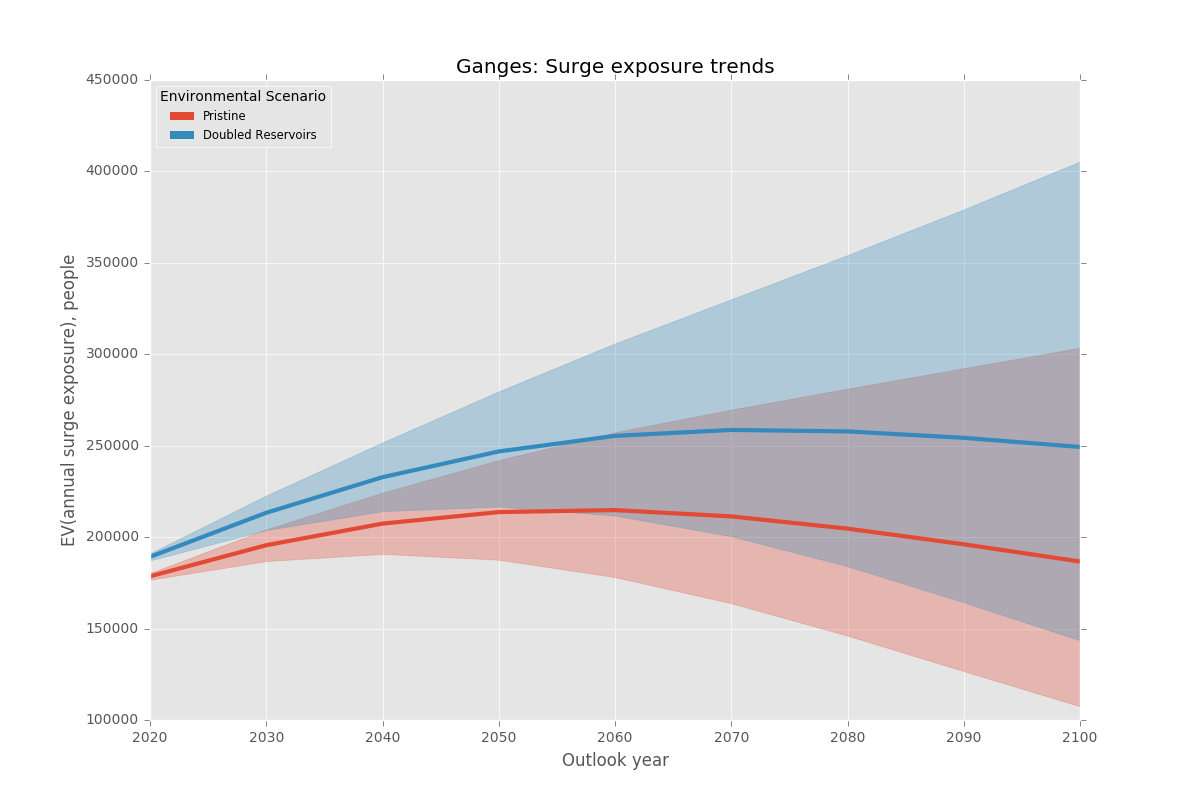 Ganges: Surge exposure trends
Environmental Scenario
Pristine
Doubled Reservoirs
EV(annual surge exposure), people
450000
400000
350000
300000
250000
200000
150000
100000
2020 2030 2040 2050 2060 2070 2080 2090 2100
Outlook year